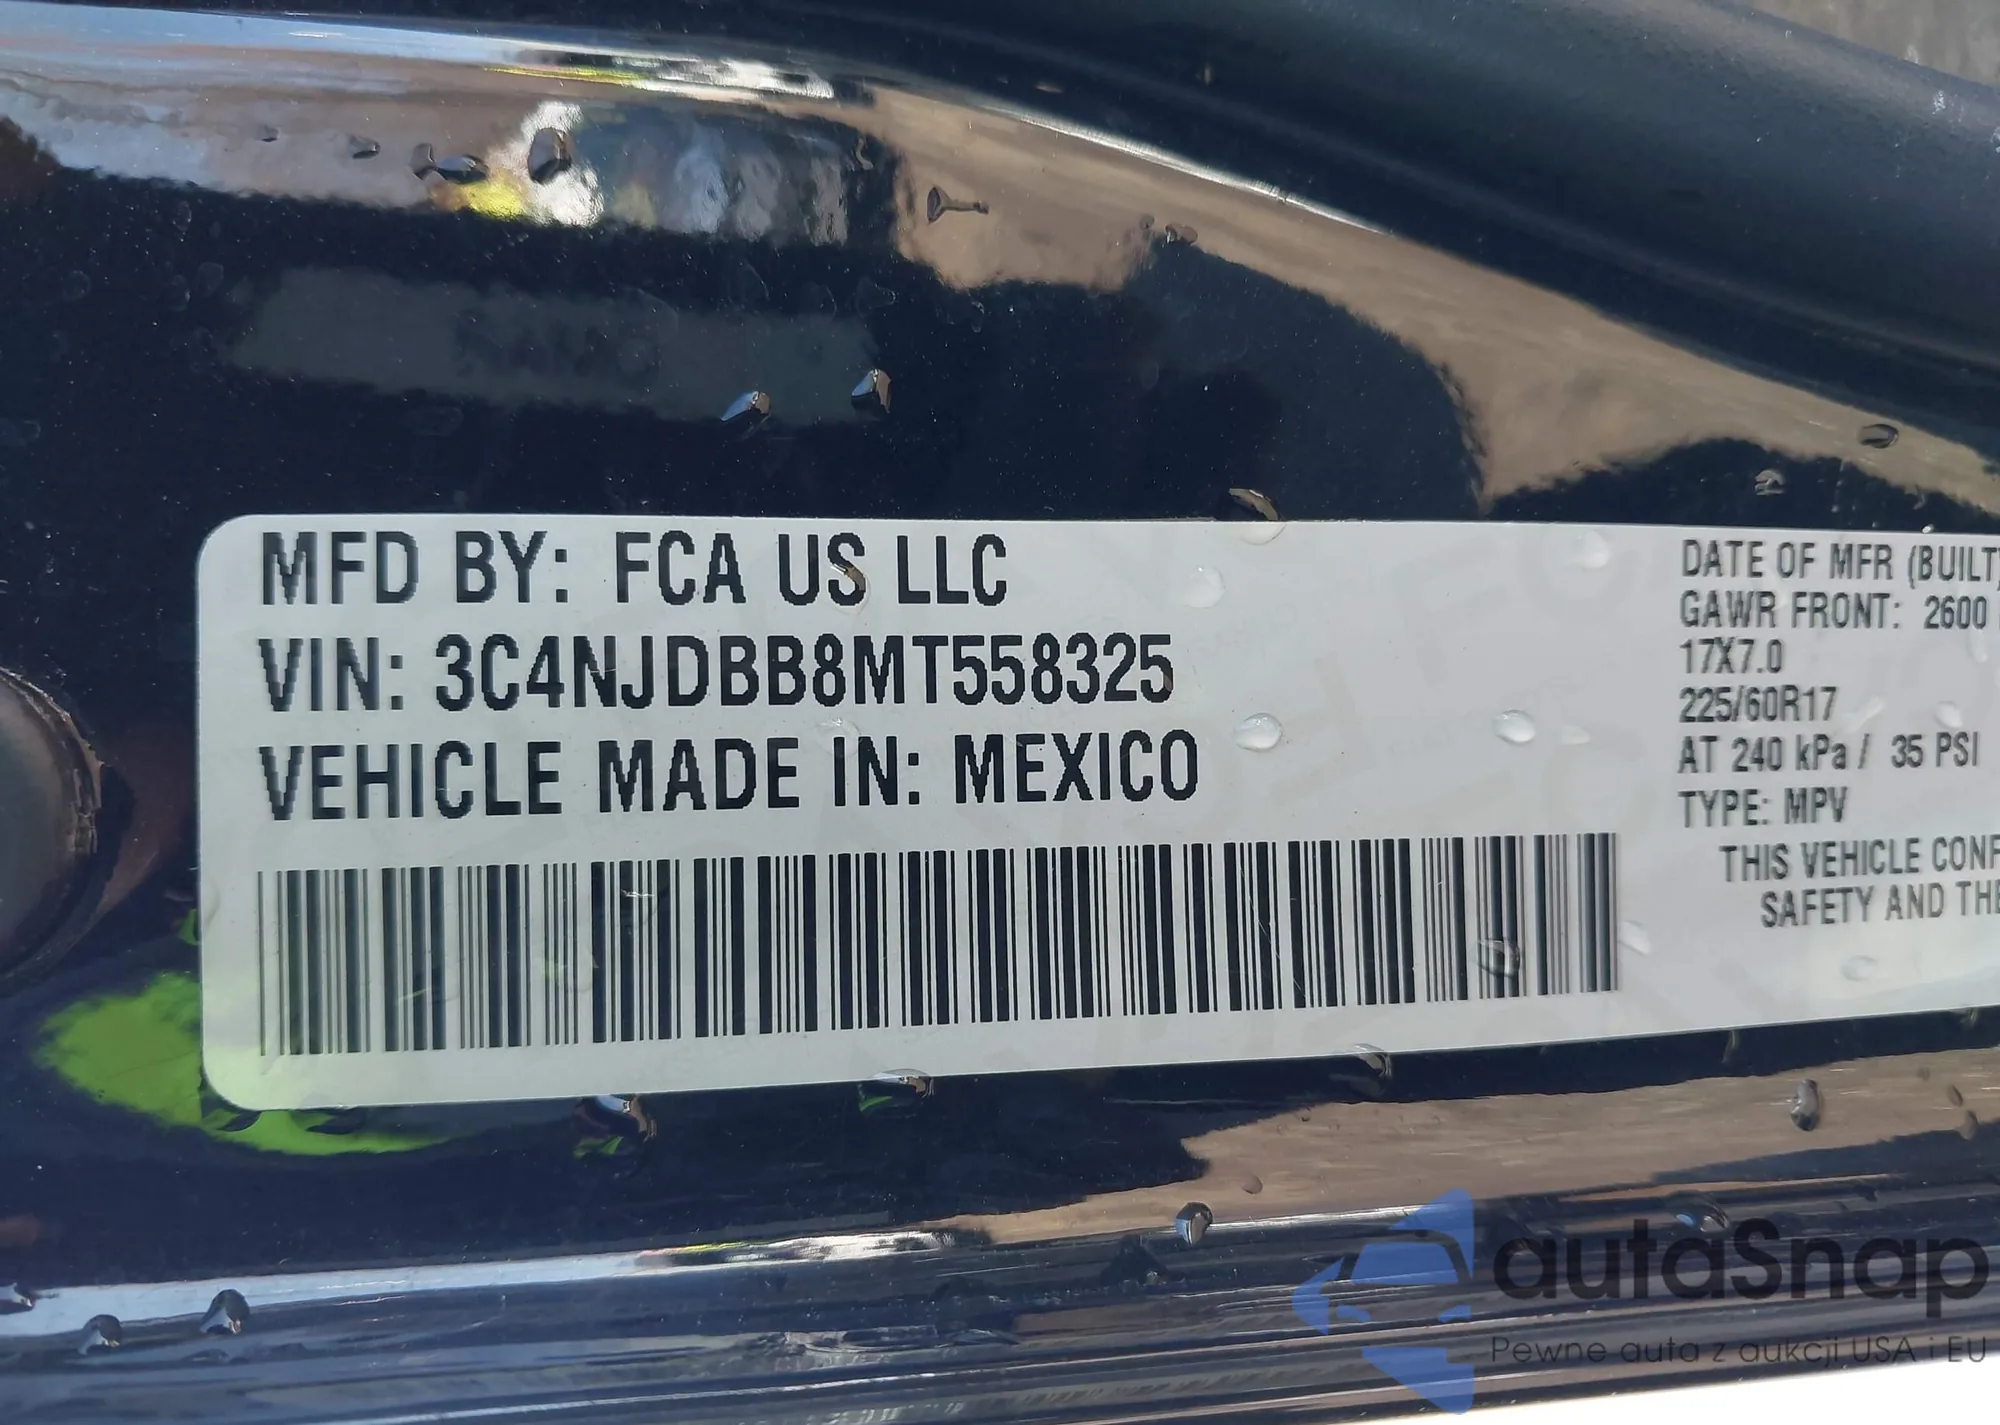 MFD BY: FCA US LLC
VIN: 3C4NJDBB8MT558325
VEHICLE MADE IN: MEXICO
DATE OF MFR (BUILT)
GAWR FRONT: 2600
17X7.0
225/60R17
AT 240 kPa / 35 PSI
TYPE: MPV
THIS VEHICLE CONF
SAFETY AND THE
autaSnap
Pewne auta z aukcji USA i EU